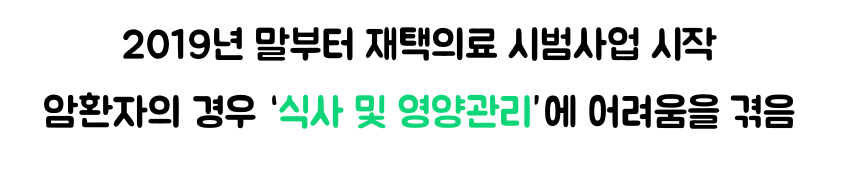 2019년 말부터 재택의료 시범사업 시작
암환자의 경우 ‘식사 및 영양관리’에 어려움을 겪음